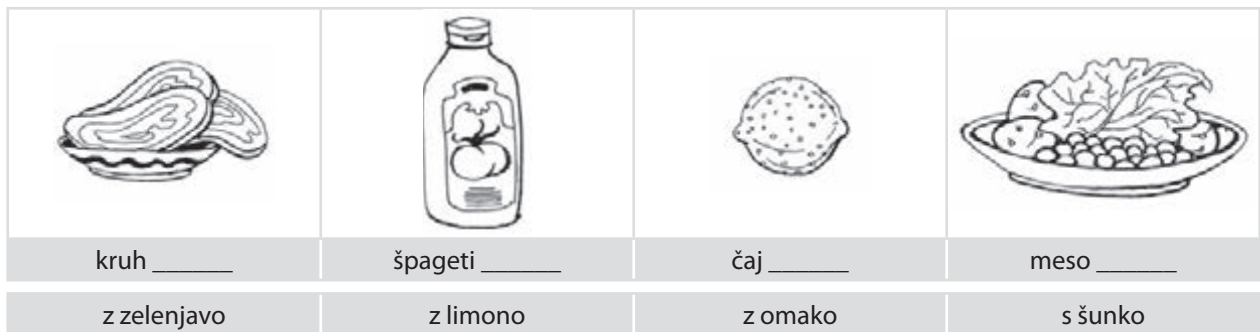 kruh ______ špageti ______ čaj ______ meso ______
z zelenjavo z limono z omako s šunko